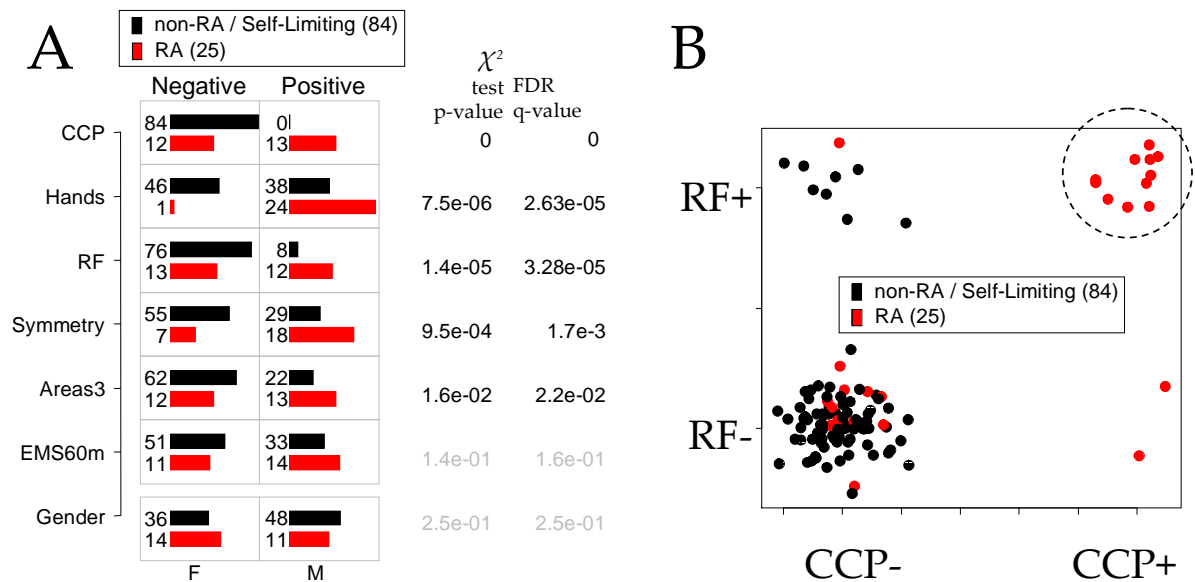 A
non-RA / Self-Limiting (84)
RA (25)
Negative Positive
χ² test p-value
FDR q-value
CCP 84 12 0 13 0 0
Hands 46 1 38 24 7.5e-06 2.63e-05
RF 76 13 8 12 1.4e-05 3.28e-05
Symmetry 55 7 29 18 9.5e-04 1.7e-3
Areas3 62 12 22 13 1.6e-02 2.2e-02
EMS60m 51 11 33 14 1.4e-01 1.6e-01
Gender 36 14 48 11 2.5e-01 2.5e-01
F M
B
RF+
non-RA / Self-Limiting (84)
RA (25)
RF-
CCP- CCP+